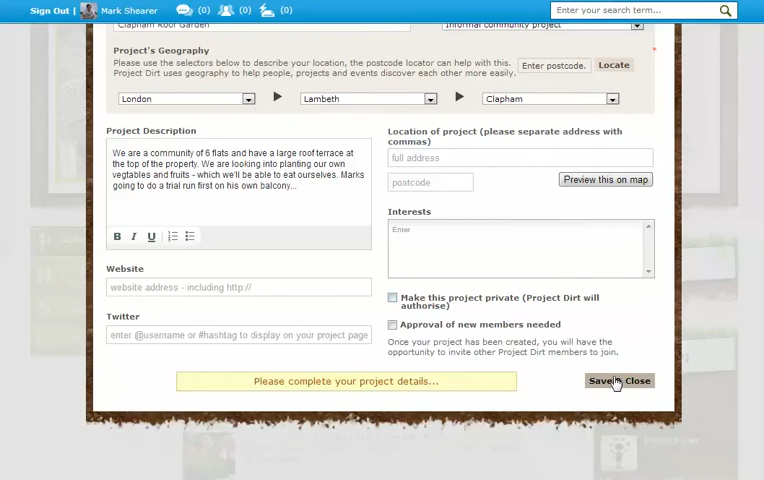 Sign Out Mark Shearer (0) (0) (0) Enter your search term...
Clapham Roof Garden Informal community project
Project's Geography
Please use the selectors below to describe your location, the postcode locator can help with this.
Project Dirt uses geography to help people, projects and events discover each other more easily.
Enter postcode. Locate
*
London Lambeth Clapham
Project Description
We are a community of 6 flats and have a large roof terrace at
the top of the property. We are looking into planting our own
vegtables and fruits - which we'll be able to eat ourselves. Marks
going to do a trial run first on his own balcony...
B I U
Website
website address - including http://
Twitter
enter @username or #hashtag to display on your project page
Location of project (please separate address with
commas)
full address
postcode Preview this on map
Interests
Enter
Make this project private (Project Dirt will
authorise)
Approval of new members needed
Once your project has been created, you will have the
opportunity to invite other Project Dirt members to join.
Please complete your project details... Save & Close